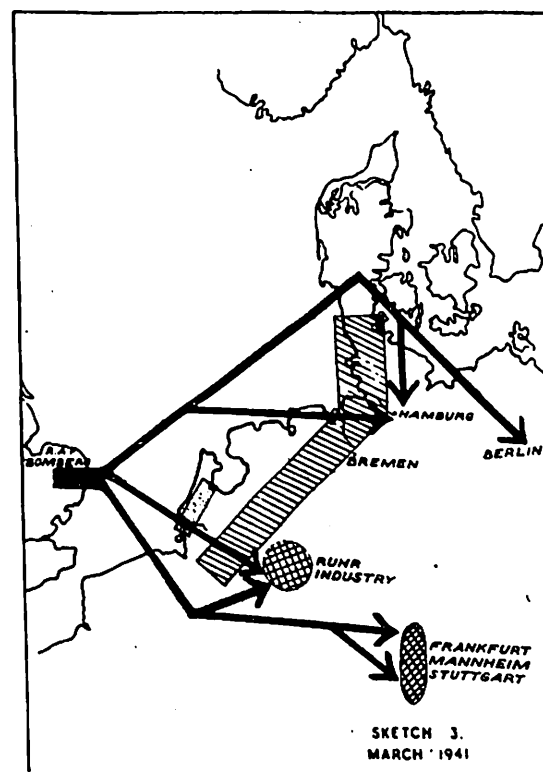 R.A.F
BOMBERS
HAMBURG
BERLIN
BREMEN
RUHR
INDUSTRY
FRANKFURT
MANNHEIM
STUTTGART
SKETCH 3.
MARCH 1941